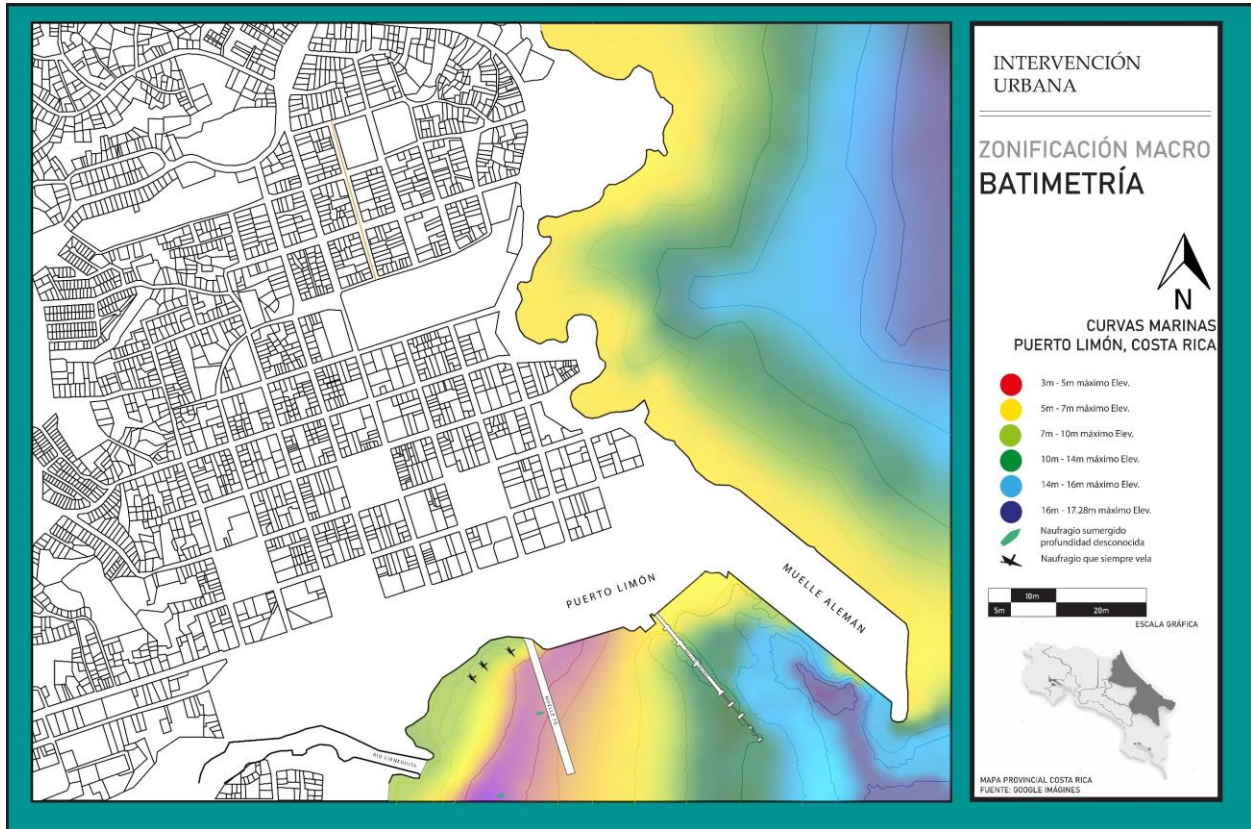 INTERVENCIÓN
URBANA
ZONIFICACIÓN MACRO
BATIMETRÍA
N
CURVAS MARINAS
PUERTO LIMÓN, COSTA RICA
3m - 5m máximo Elev.
5m - 7m máximo Elev.
7m - 10m máximo Elev.
10m - 14m máximo Elev.
14m - 16m máximo Elev.
16m - 17.28m máximo Elev.
Naufragio sumergido
profundidad desconocida
Naufragio que siempre vela
10m
5m
20m
ESCALA GRÁFICA
MAPA PROVINCIAL COSTA RICA
FUENTE: GOOGLE IMÁGINES
PUERTO LIMÓN
MUELLE ALEMÁN
MUELLE 70
RIO CIENEGUITA